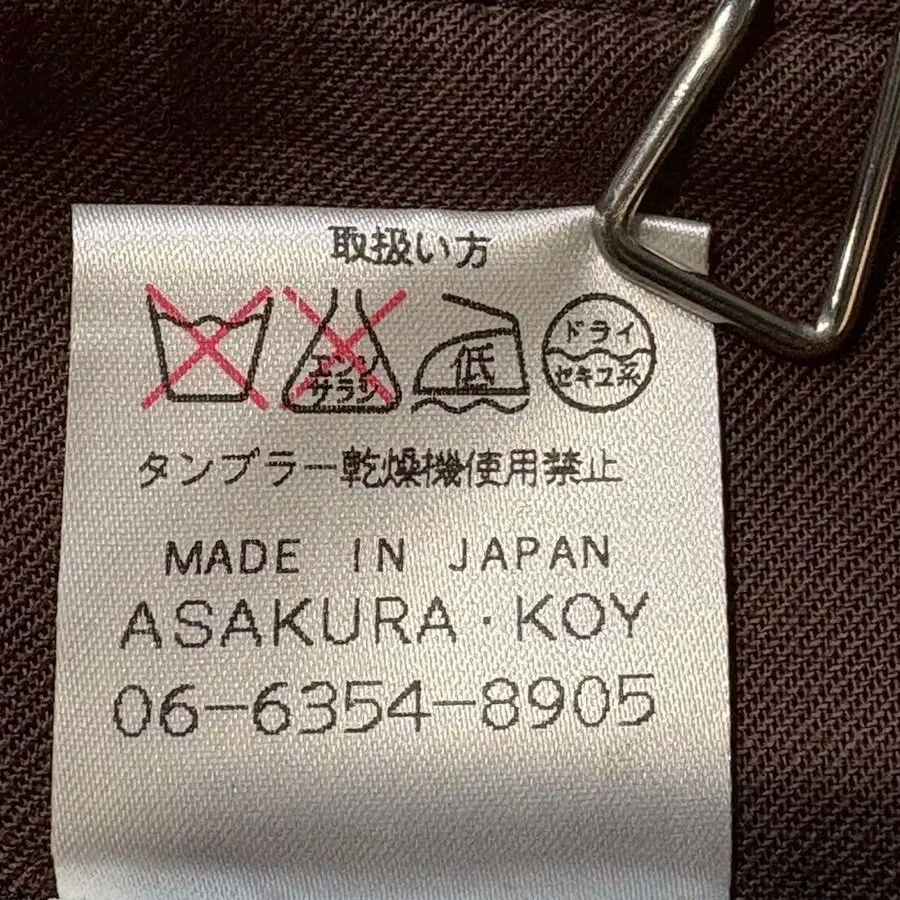 取扱い方
エンソ
サラシ
低
ドライ
セキユ系
タンブラー乾燥機使用禁止
MADE IN JAPAN
ASAKURA・KOY
06-6354-8905